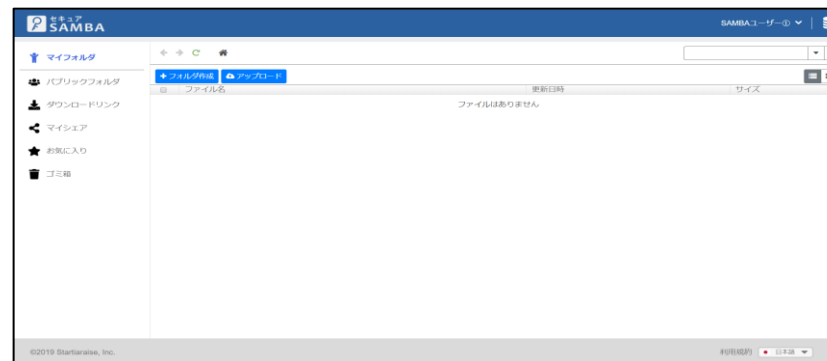 セキュア
SAMBA
SAMBAユーザー①
マイフォルダ
パブリックフォルダ
ダウンロードリンク
マイシェア
お気に入り
ゴミ箱
フォルダ作成 アップロード
ファイル名 更新日時 サイズ
ファイルはありません
©2019 Startiaraise, Inc.
利用規約 日本語